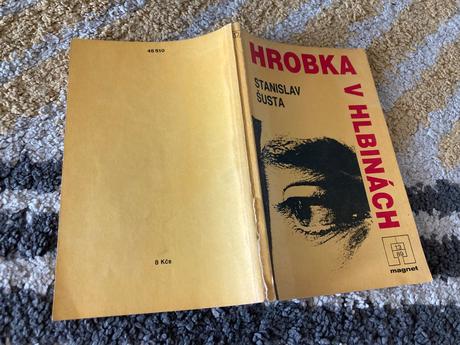 46 510
8 Kčs
HROBKA
V HLBINÁCH
STANISLAV
ŠUSTA
magnet